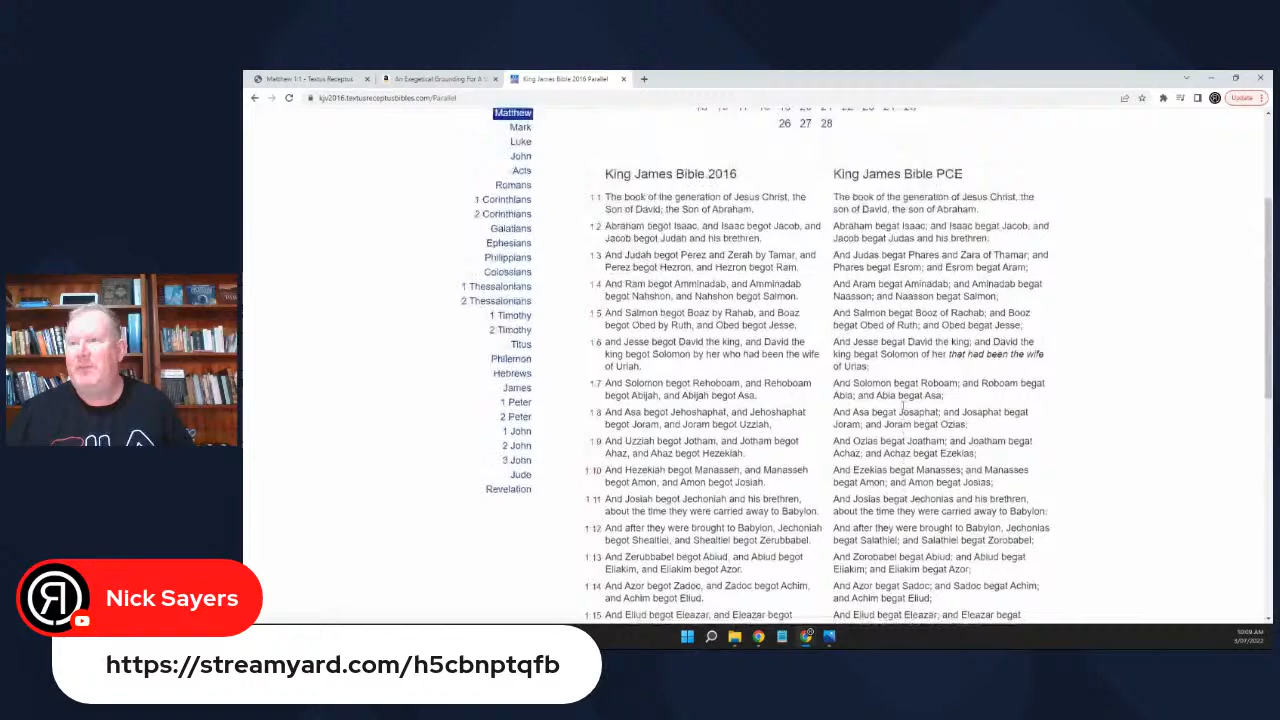 Matthew 1:1 - Textus Receptus
An Exegetical Grounding For A
King James Bible 2016 Parallel
kjv2016.textusreceptusbibles.com/Parallel
Update
Matthew
Mark
Luke
John
Acts
Romans
1 Corinthians
2 Corinthians
Galatians
Ephesians
Philippians
Colossians
1 Thessalonians
2 Thessalonians
1 Timothy
2 Timothy
Titus
Philemon
Hebrews
James
1 Peter
2 Peter
1 John
2 John
3 John
Jude
Revelation
26 27 28
King James Bible 2016
1:1 The book of the generation of Jesus Christ, the
Son of David; the Son of Abraham.
1:2 Abraham begot Isaac, and Isaac begot Jacob, and
Jacob begot Judah and his brethren.
1:3 And Judah begot Perez and Zerah by Tamar, and
Perez begot Hezron, and Hezron begot Ram.
1:4 And Ram begot Amminadab, and Amminadab
begot Nahshon, and Nahshon begot Salmon.
1:5 And Salmon begot Boaz by Rahab, and Boaz
begot Obed by Ruth, and Obed begot Jesse,
1:6 and Jesse begot David the king, and David the
king begot Solomon by her who had been the wife
of Uriah;
1:7 And Solomon begot Rehoboam, and Rehoboam
begot Abijah, and Abijah begot Asa.
1:8 And Asa begot Jehoshaphat, and Jehoshaphat
begot Joram, and Joram begot Uzziah,
1:9 And Uzziah begot Jotham, and Jotham begot
Ahaz, and Ahaz begot Hezekiah.
1:10 And Hezekiah begot Manasseh, and Manasseh
begot Amon, and Amon begot Josiah.
1:11 And Josiah begot Jechoniah and his brethren,
about the time they were carried away to Babylon.
1:12 And after they were brought to Babylon, Jechoniah
begot Shealtiel, and Shealtiel begot Zerubbabel.
1:13 And Zerubbabel begot Abiud, and Abiud begot
Eliakim, and Eliakim begot Azor.
1:14 And Azor begot Zadoc, and Zadoc begot Achim,
and Achim begot Eliud.
1:15 And Eliud begot Eleazar, and Eleazar begot
King James Bible PCE
The book of the generation of Jesus Christ, the
son of David, the son of Abraham.
Abraham begat Isaac; and Isaac begat Jacob; and
Jacob begat Judas and his brethren;
And Judas begat Phares and Zara of Thamar; and
Phares begat Esrom; and Esrom begat Aram;
And Aram begat Aminadab; and Aminadab begat
Naasson; and Naasson begat Salmon;
And Salmon begat Booz of Rachab; and Booz
begat Obed of Ruth; and Obed begat Jesse;
And Jesse begat David the king; and David the
king begat Solomon of her that had been the wife
of Urias;
And Solomon begat Roboam; and Roboam begat
Abia; and Abia begat Asa;
And Asa begat Josaphat; and Josaphat begat
Joram; and Joram begat Ozias;
And Ozias begat Joatham; and Joatham begat
Achaz; and Achaz begat Ezekias;
And Ezekias begat Manasses; and Manasses
begat Amon; and Amon begat Josias;
And Josias begat Jechonias and his brethren,
about the time they were carried away to Babylon:
And after they were brought to Babylon, Jechonias
begat Salathiel; and Salathiel begat Zorobabel;
And Zorobabel begat Abiud; and Abiud begat
Eliakim; and Eliakim begat Azor;
And Azor begat Sadoc; and Sadoc begat Achim;
and Achim begat Eliud;
And Eliud begat Eleazar; and Eleazar begat
10:09 AM
3/07/2022
Nick Sayers
https://streamyard.com/h5cbnptqfb